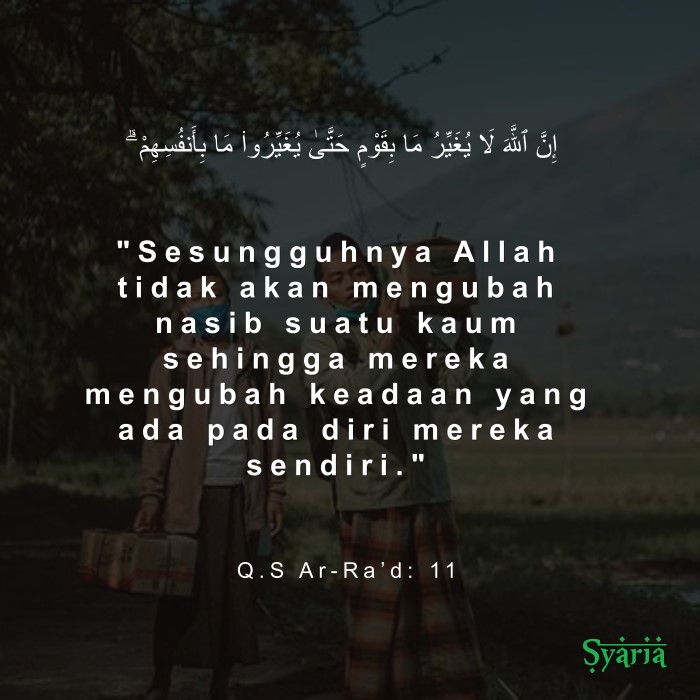 إِنَّ ٱللَّهَ لَا يُغَيِّرُ مَا بِقَوْمٍ حَتَّىٰ يُغَيِّرُوا۟ مَا بِأَنفُسِهِمْ ۗ
"Sesungguhnya Allah
tidak akan mengubah
nasib suatu kaum
sehingga mereka
mengubah keadaan yang
ada pada diri mereka
sendiri."
Q.S Ar-Ra’d: 11
Syaria